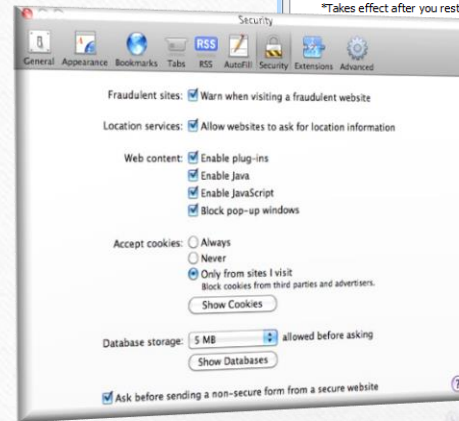 *Takes effect after you rest
Security
General Appearance Bookmarks Tabs RSS AutoFill Security Extensions Advanced
RSS
Fraudulent sites: Warn when visiting a fraudulent website
Location services: Allow websites to ask for location information
Web content: Enable plug-ins
Enable Java
Enable JavaScript
Block pop-up windows
Accept cookies: Always
Never
Only from sites I visit
Block cookies from third parties and advertisers.
Show Cookies
Database storage: 5 MB allowed before asking
Show Databases
Ask before sending a non-secure form from a secure website
?